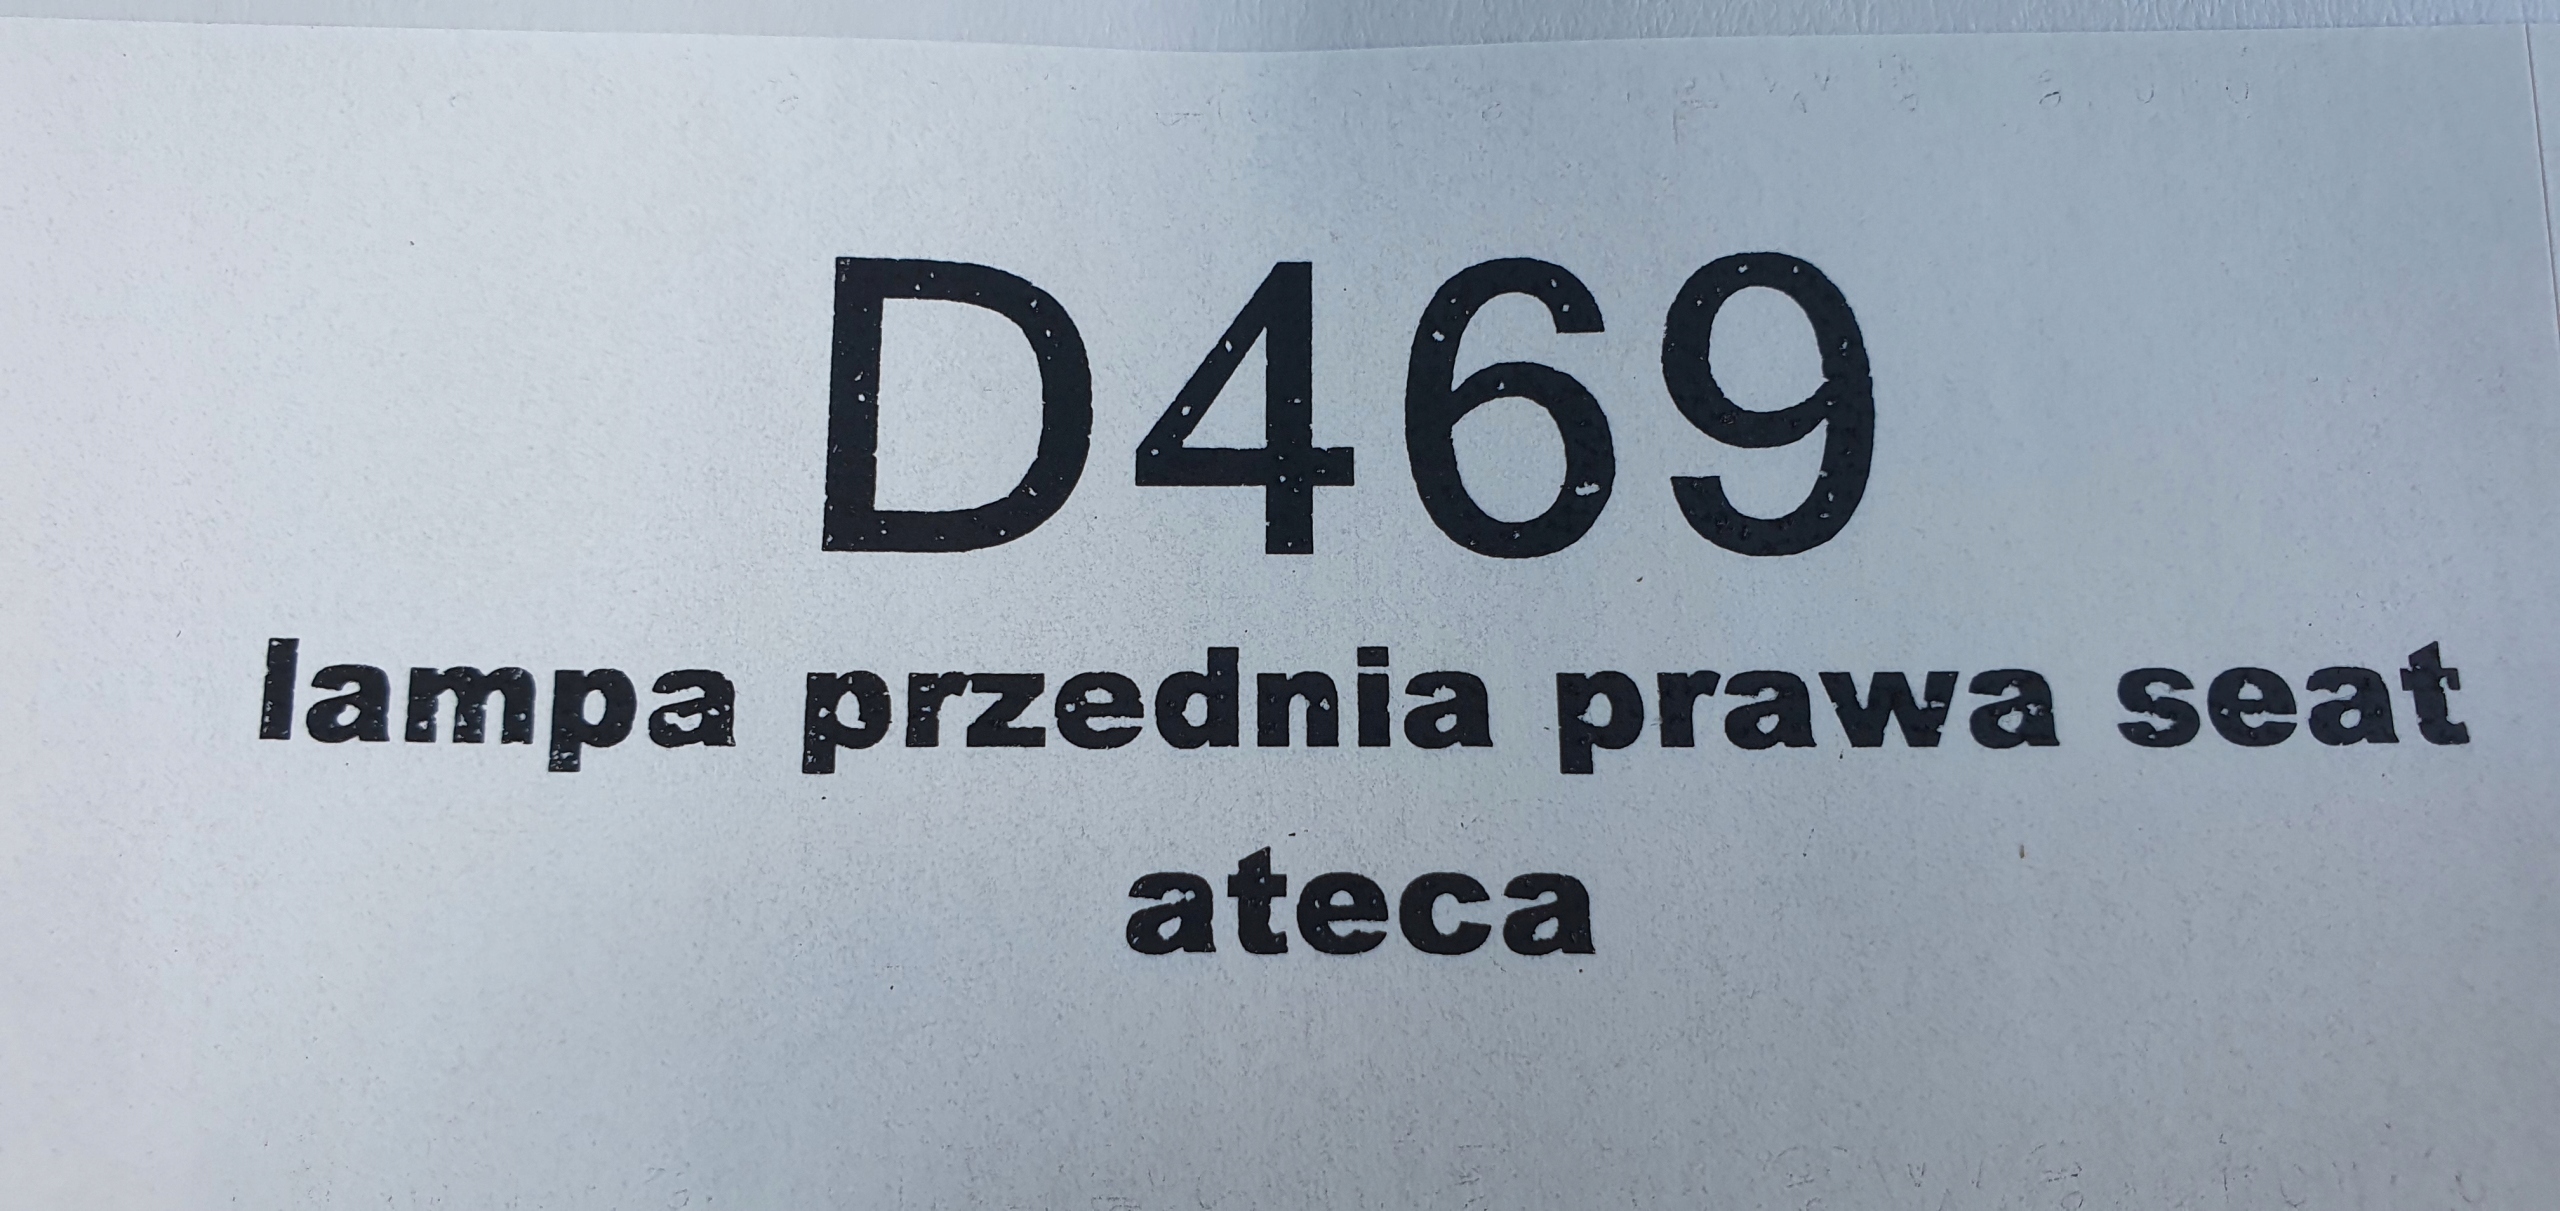 D469
lampa przednia prawa seat
ateca